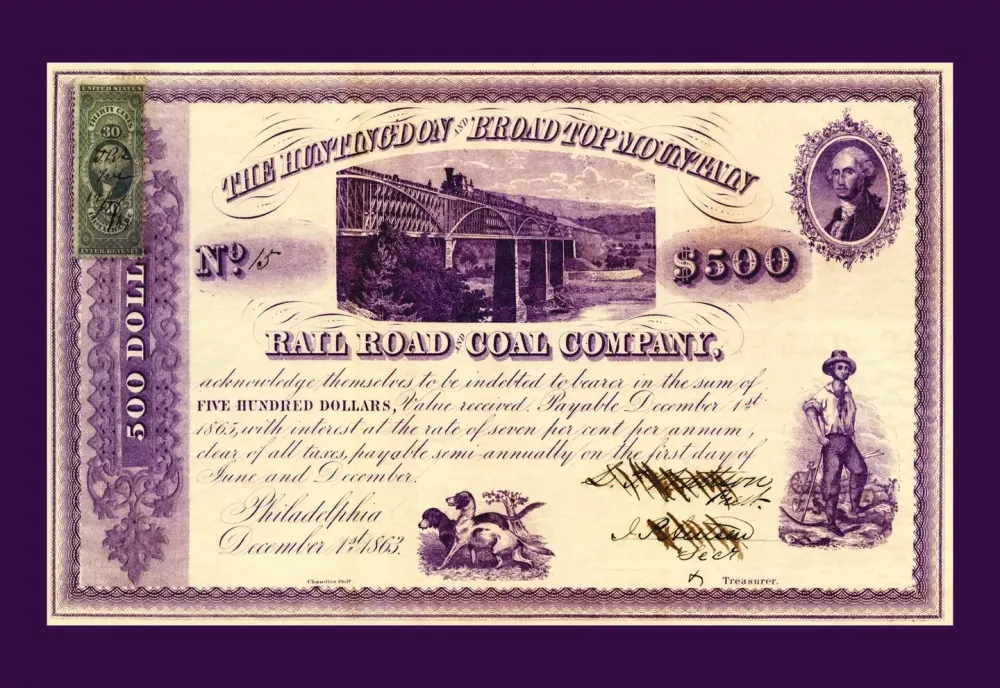 UNITED STATES
THIRTY CENTS
30
INTER. REVENUE
500 DOLL
THE HUNTINGDON AND BROAD TOP MOUNTAIN
No. 15
$500
RAIL ROAD AND COAL COMPANY,
acknowledge themselves to be indebted to bearer in the sum of
FIVE HUNDRED DOLLARS, Value received. Payable December 1st
1865, with interest at the rate of seven per cent per annum,
clear of all taxes, payable semi-annually on the first day of
June and December.
Philadelphia
December 1st 1863.
Prest.
Secy
& Treasurer.
Chandler Phila